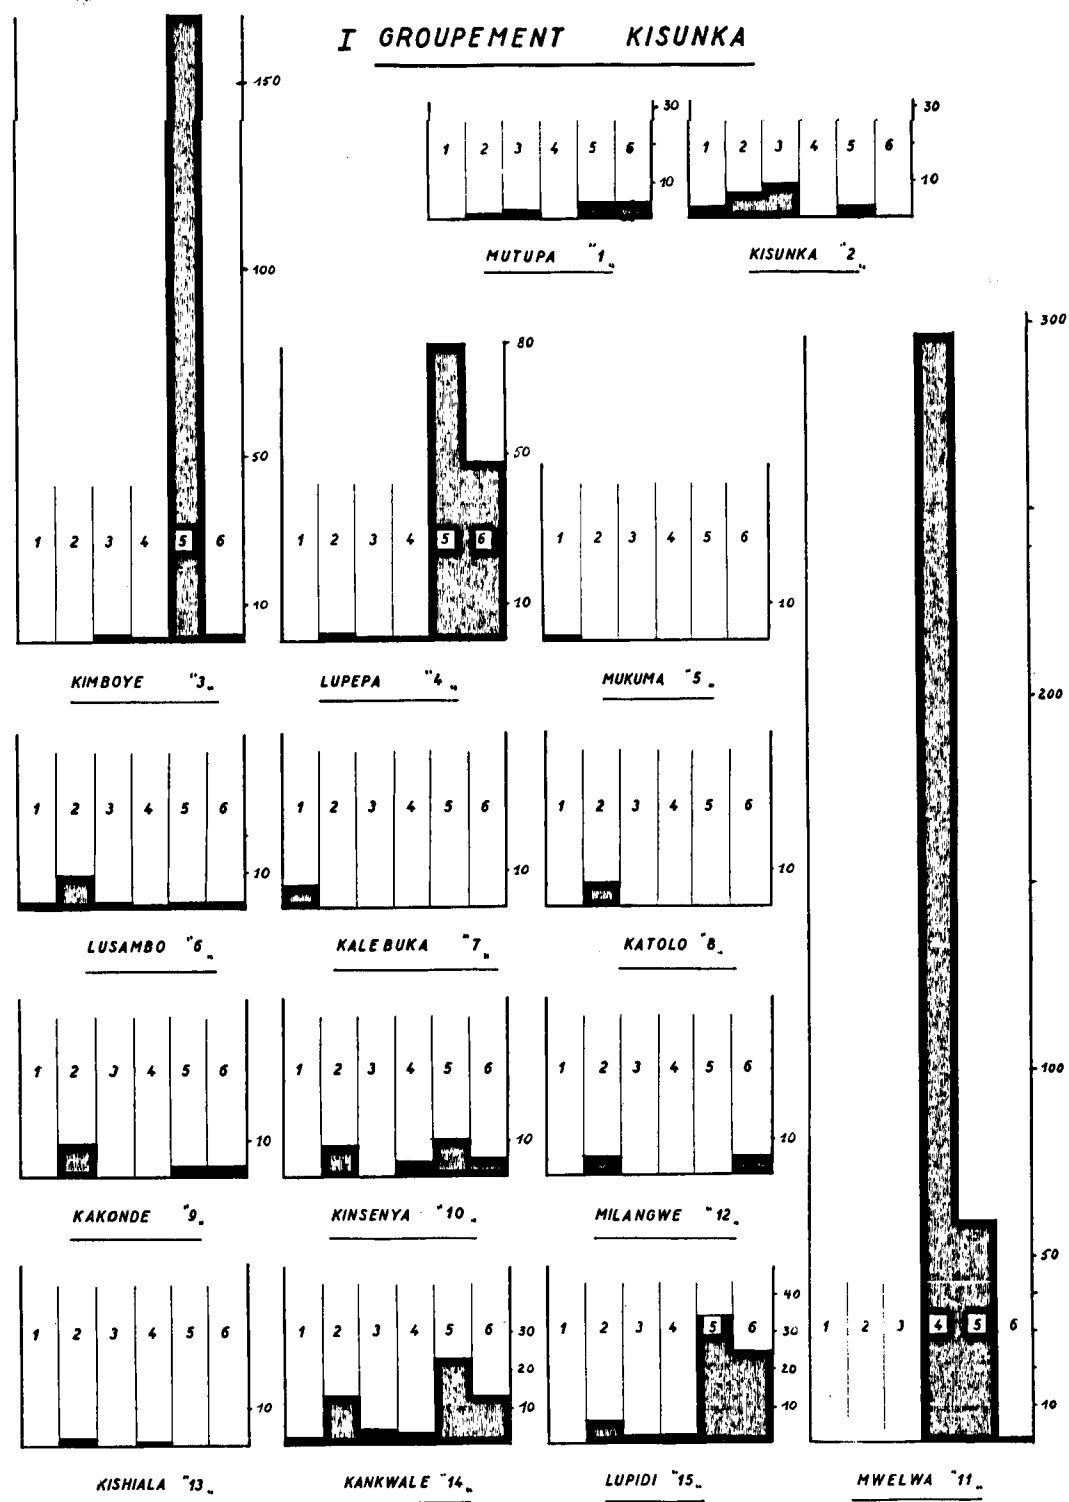 I GROUPEMENT KISUNKA
150
100
50
10
1 2 3 4 5 6
KIMBOYE "3„
30
10
1 2 3 4 5 6
MUTUPA "1„
30
10
1 2 3 4 5 6
KISUNKA "2„
80
50
10
1 2 3 4 5 6
LUPEPA "4„
10
1 2 3 4 5 6
MUKUMA "5„
10
1 2 3 4 5 6
LUSAMBO "6„
10
1 2 3 4 5 6
KALEBUKA "7„
10
1 2 3 4 5 6
KATOLO "8„
10
1 2 3 4 5 6
KAKONDE "9„
10
1 2 3 4 5 6
KINSENYA "10„
10
1 2 3 4 5 6
MILANGWE "12„
10
1 2 3 4 5 6
KISHIALA "13„
30
20
10
1 2 3 4 5 6
KANKWALE "14„
40
30
20
10
1 2 3 4 5 6
LUPIDI "15„
300
200
100
50
10
1 2 3 4 5 6
MWELWA "11„